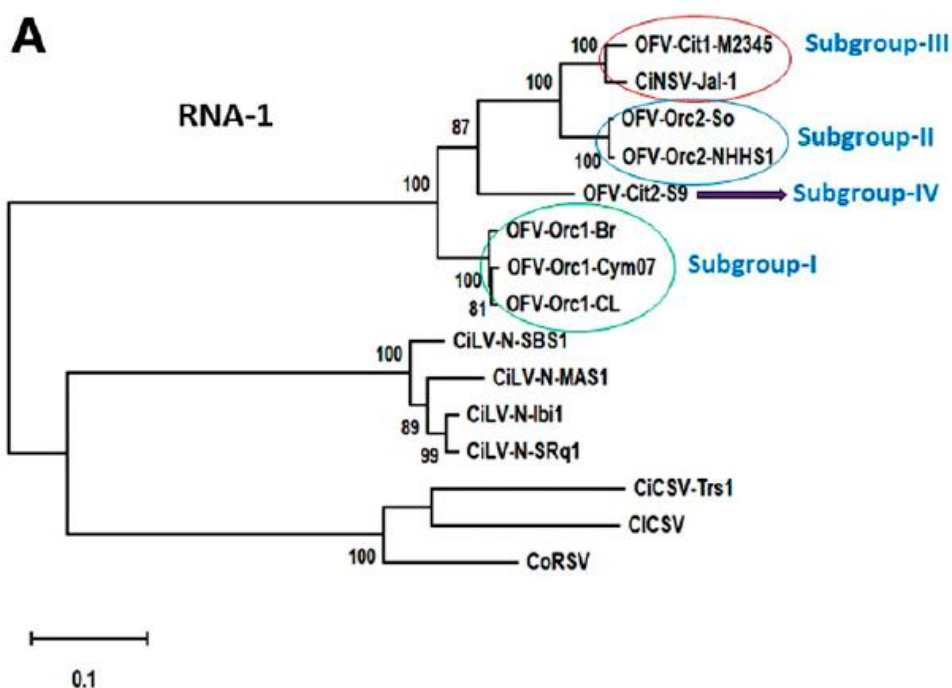 A
RNA-1
100 OFV-Cit1-M2345 Subgroup-III
100 CiNSV-Jal-1
87 OFV-Orc2-So
100 OFV-Orc2-NHHS1 Subgroup-II
100 OFV-Cit2-S9 Subgroup-IV
OFV-Orc1-Br
100 OFV-Orc1-Cym07 Subgroup-I
81 OFV-Orc1-CL
CiLV-N-SBS1
100
CiLV-N-MAS1
89 CiLV-N-Ibi1
99 CiLV-N-SRq1
CiCSV-Trs1
ClCSV
100 CoRSV
0.1